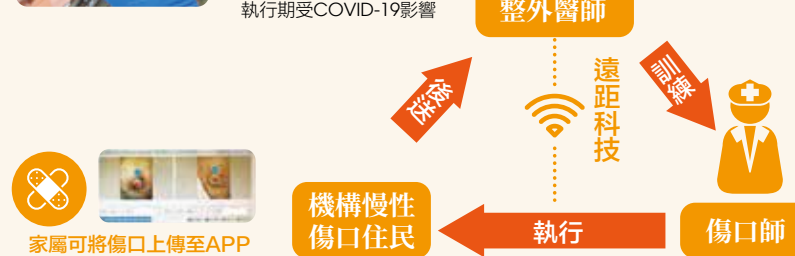 執行期受COVID-19影響
整外醫師
後送
遠距科技
訓練
機構慢性
傷口住民
執行
傷口師
家屬可將傷口上傳至APP